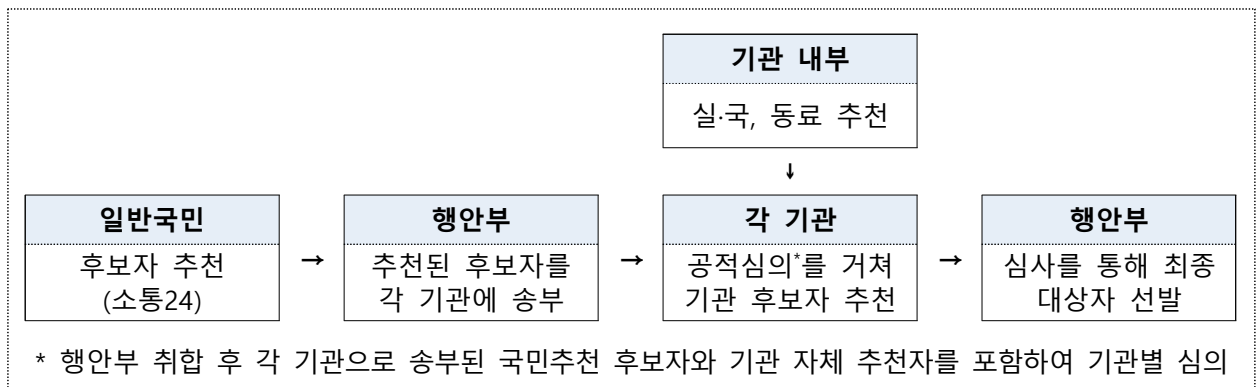 기관 내부
실·국, 동료 추천
↓
일반국민
후보자 추천
(소통24)
→
행안부
추천된 후보자를
각 기관에 송부
→
각 기관
공적심의*를 거쳐
기관 후보자 추천
→
행안부
심사를 통해 최종
대상자 선발
* 행안부 취합 후 각 기관으로 송부된 국민추천 후보자와 기관 자체 추천자를 포함하여 기관별 심의